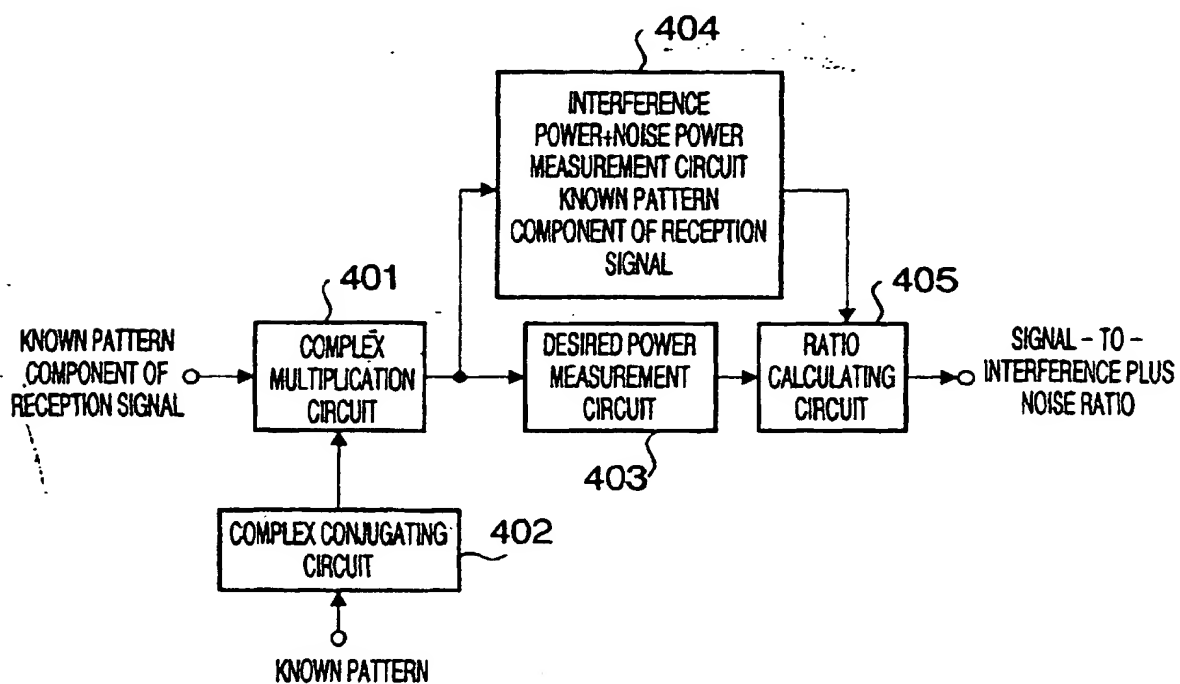 404
INTERFERENCE
POWER+NOISE POWER
MEASUREMENT CIRCUIT
KNOWN PATTERN
COMPONENT OF RECEPTION
SIGNAL
401
405
KNOWN PATTERN
COMPONENT OF
RECEPTION SIGNAL
COMPLEX
MULTIPLICATION
CIRCUIT
DESIRED POWER
MEASUREMENT
CIRCUIT
RATIO
CALCULATING
CIRCUIT
SIGNAL - TO -
INTERFERENCE PLUS
NOISE RATIO
403
COMPLEX CONJUGATING
CIRCUIT
402
KNOWN PATTERN